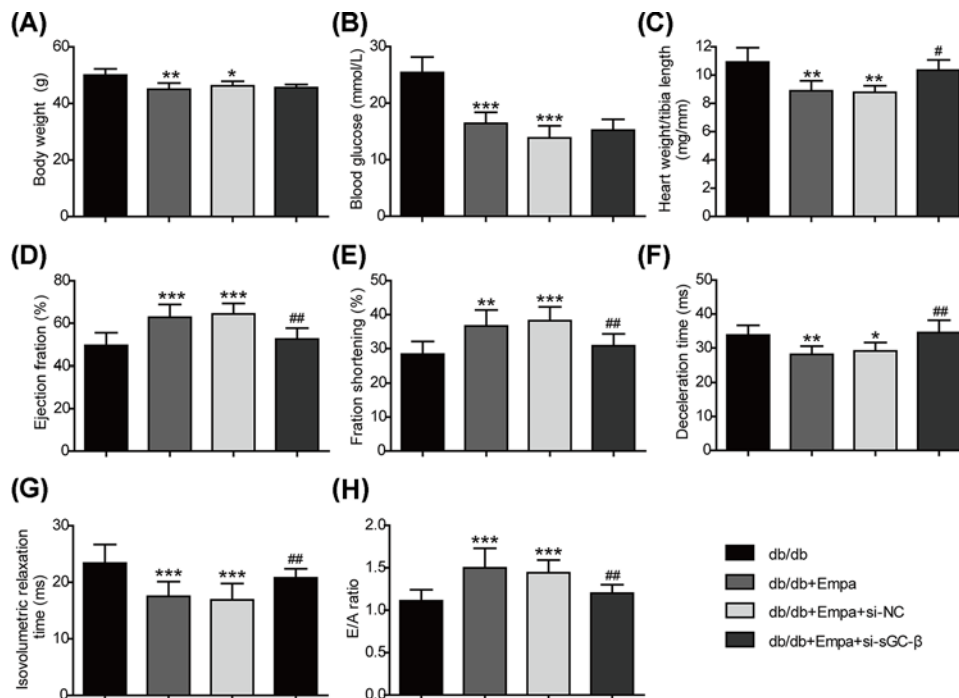 (A)
Body weight (g)
60
40
20
0
**
*
(B)
Blood glucose (mmol/L)
30
20
10
0
***
***
(C)
Heart weight/tibia length
(mg/mm)
12
10
8
6
4
2
0
**
**
#
(D)
Ejection fration (%)
80
60
40
20
0
***
***
##
(E)
Fration shortening (%)
50
40
30
20
10
0
**
***
##
(F)
Deceleration time (ms)
50
40
30
20
10
0
**
*
##
(G)
Isovolumetric relaxation
time (ms)
30
20
10
0
***
***
##
(H)
E/A ratio
2.0
1.5
1.0
0.5
0.0
***
***
##
db/db
db/db+Empa
db/db+Empa+si-NC
db/db+Empa+si-sGC-β